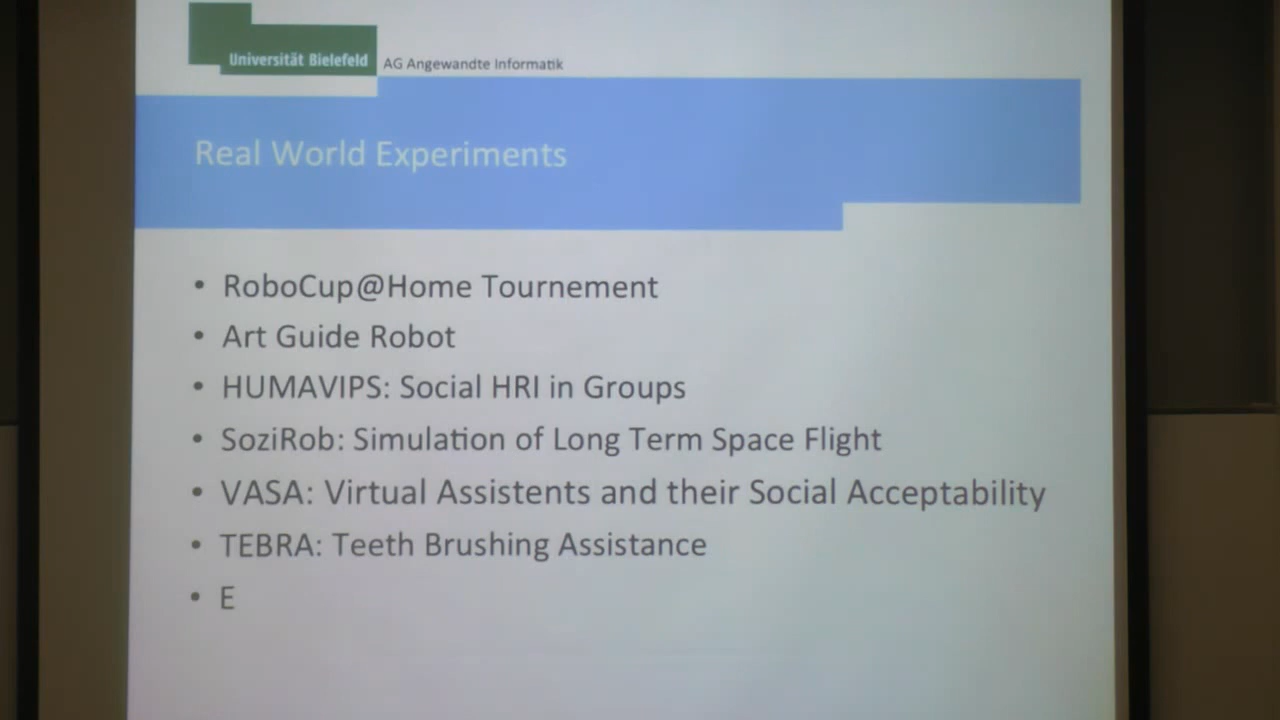 Universität Bielefeld AG Angewandte Informatik
Real World Experiments
• RoboCup@Home Tournement
• Art Guide Robot
• HUMAVIPS: Social HRI in Groups
• SoziRob: Simulation of Long Term Space Flight
• VASA: Virtual Assistents and their Social Acceptability
• TEBRA: Teeth Brushing Assistance
• E